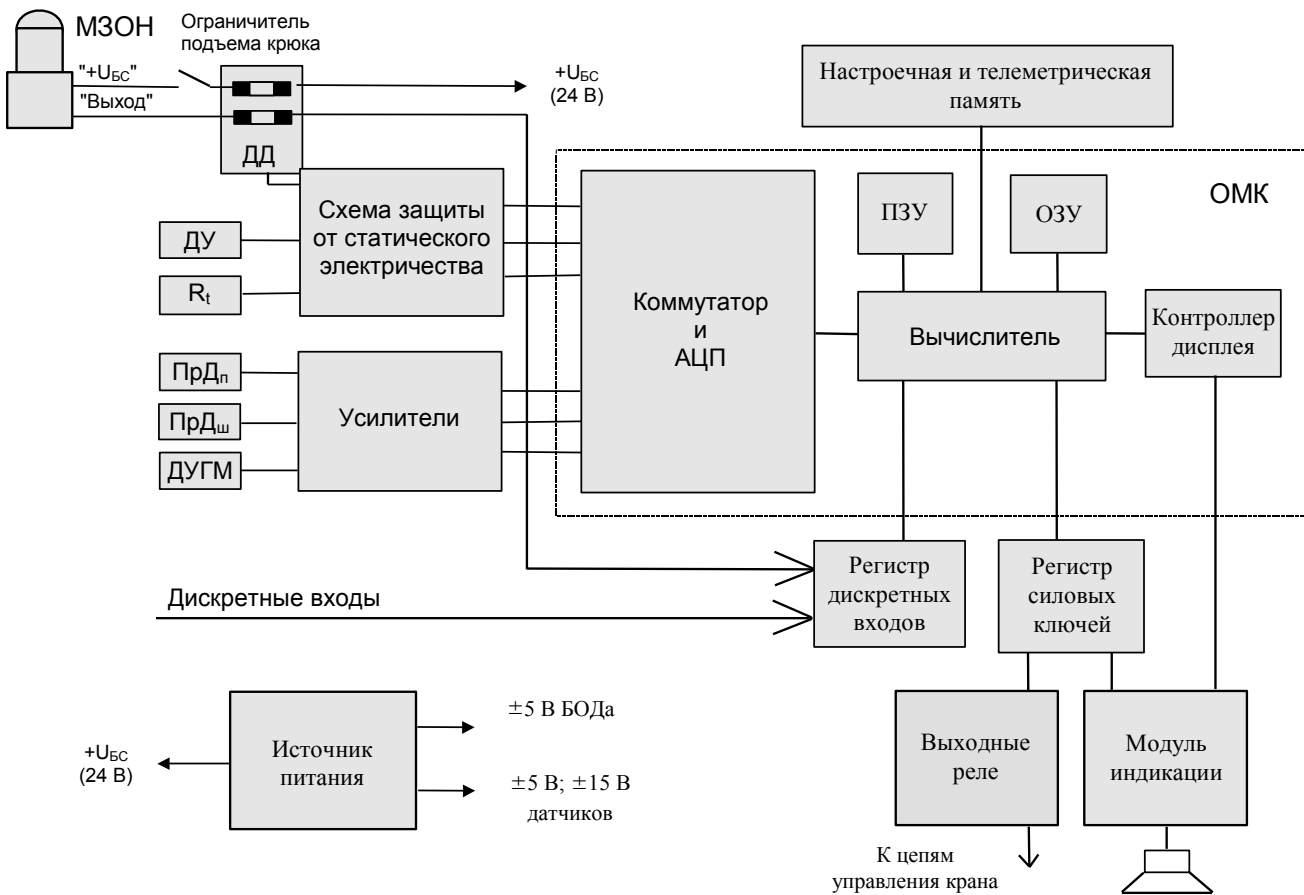 МЗОН
Ограничитель
подъема крюка
"+UБС"
"Выход"
+UБС
(24 В)
ДД
Настроечная и телеметрическая
память
ОМК
Схема защиты
от статического
электричества
ДУ
Rt
Коммутатор
и
АЦП
ПЗУ
ОЗУ
Вычислитель
Контроллер
дисплея
ПрДп
ПрДш
ДУГМ
Усилители
Дискретные входы
Регистр
дискретных
входов
Регистр
силовых
ключей
+UБС
(24 В)
Источник
питания
±5 В БОДа
±5 В; ±15 В
датчиков
Выходные
реле
Модуль
индикации
К цепям
управления крана